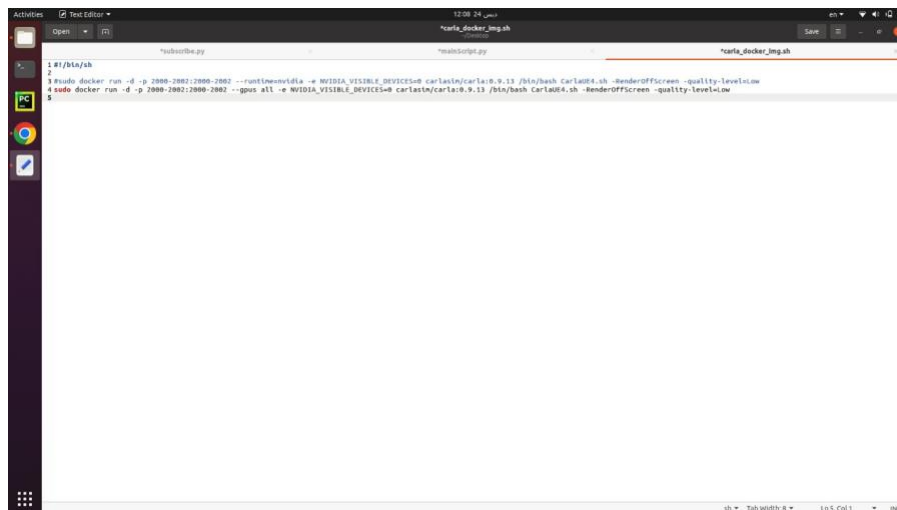 Activities Text Editor 12:08 24 ديس en
Open *carla_docker_img.sh Save
~/Desktop
*subscribe.py *mainScript.py *carla_docker_img.sh
1 #!/bin/sh
2
3 #sudo docker run -d -p 2000-2002:2000-2002 --runtime=nvidia -e NVIDIA_VISIBLE_DEVICES=0 carlasim/carla:0.9.13 /bin/bash CarlaUE4.sh -RenderOffScreen -quality-level=Low
4 sudo docker run -d -p 2000-2002:2000-2002 --gpus all -e NVIDIA_VISIBLE_DEVICES=0 carlasim/carla:0.9.13 /bin/bash CarlaUE4.sh -RenderOffScreen -quality-level=Low
5
PC
sh Tab Width: 8 Ln 5, Col 1